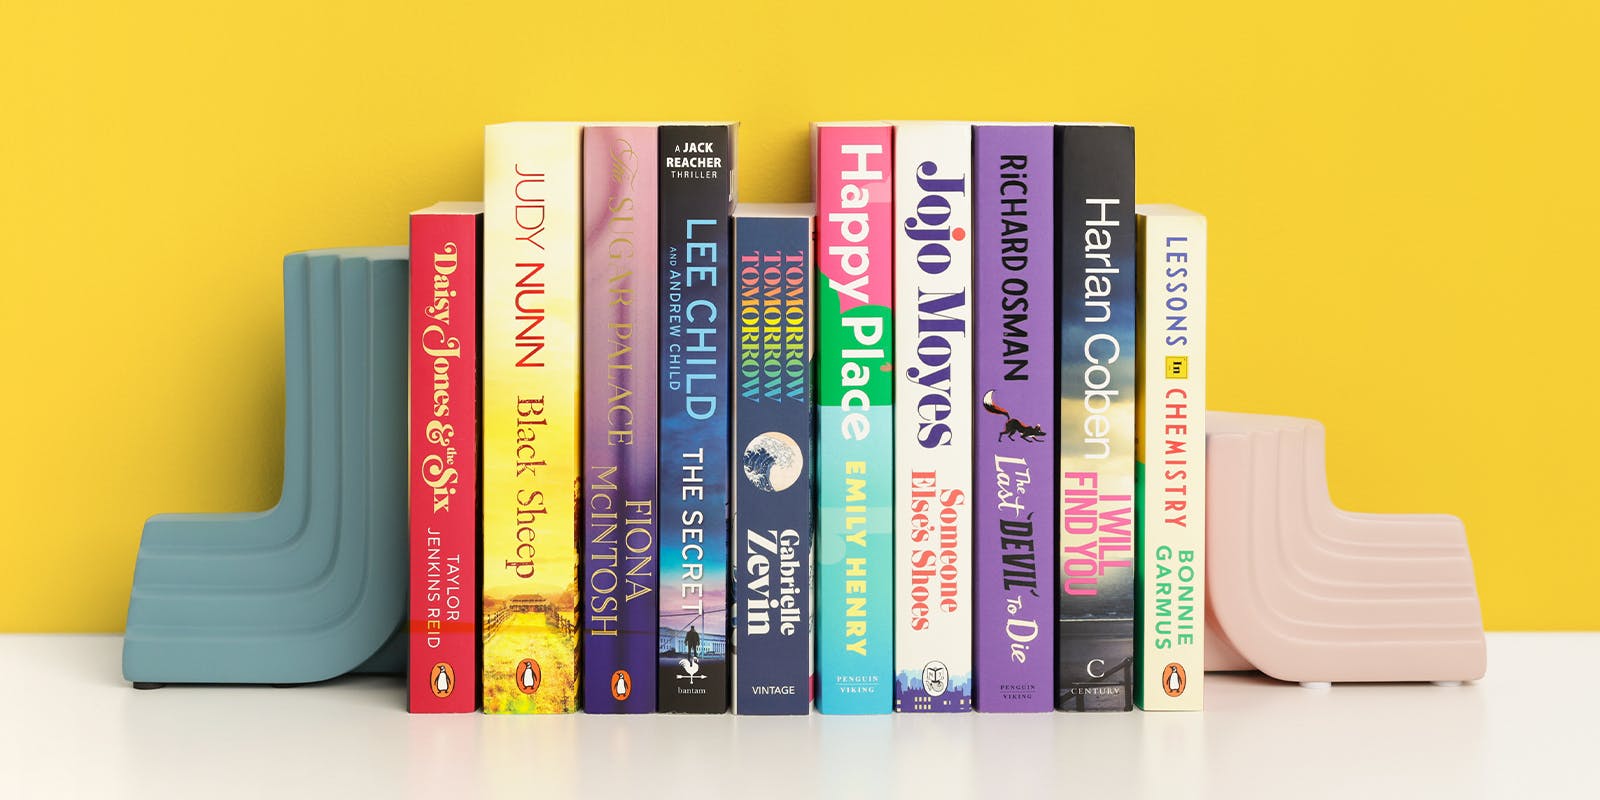 Daisy Jones & the Six
TAYLOR
JENKINS REID
JUDY NUNN
Black Sheep
The SUGAR PALACE
FIONA
McINTOSH
A JACK
REACHER
THRILLER
LEE CHILD
AND ANDREW CHILD
THE SECRET
bantam
TOMORROW
TOMORROW
TOMORROW
Gabrielle
Zevin
VINTAGE
Happy Place
EMILY HENRY
PENGUIN
VIKING
Jojo Moyes
Someone
Else's Shoes
RiCHARD OSMAN
The
Last DEViL To Die
PENGUIN
VIKING
Harlan Coben
I WILL
FIND YOU
C
CENTURY
LESSONS In CHEMISTRY
BONNIE
GARMUS